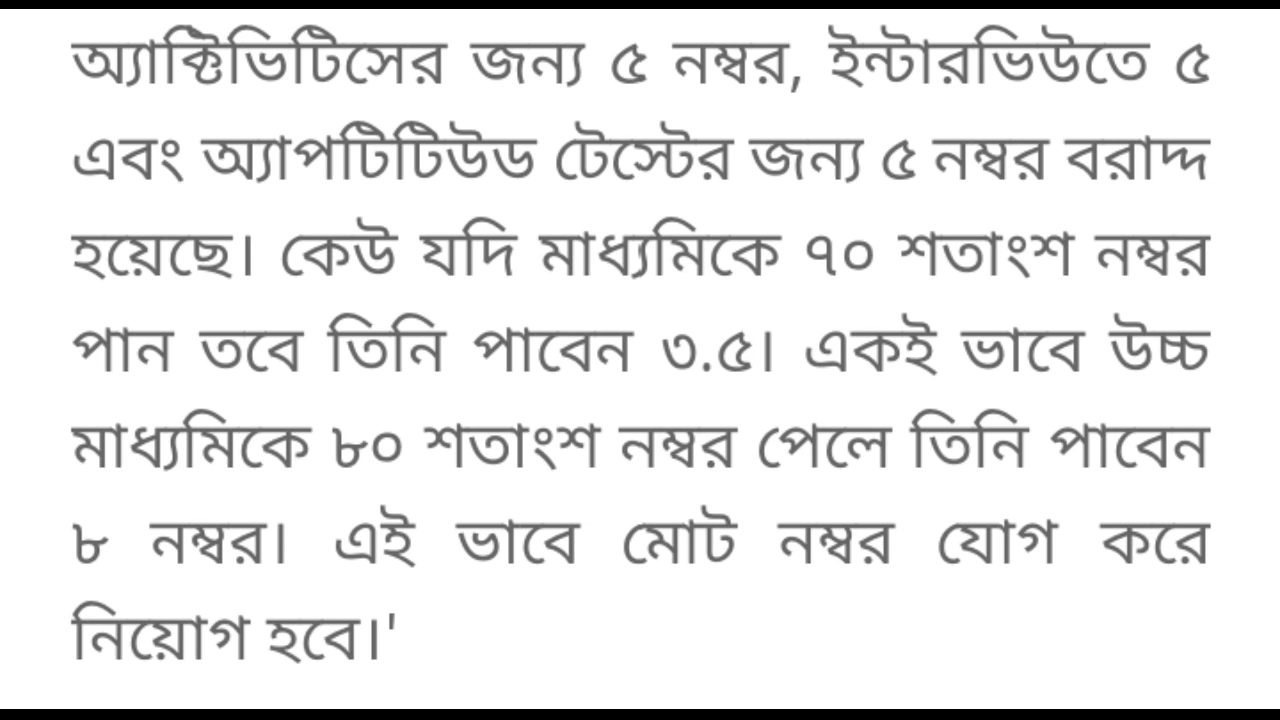 অ্যাক্টিভিটিসের জন্য ৫ নম্বর, ইন্টারভিউতে ৫
এবং অ্যাপটিটিউড টেস্টের জন্য ৫ নম্বর বরাদ্দ
হয়েছে। কেউ যদি মাধ্যমিকে ৭০ শতাংশ নম্বর
পান তবে তিনি পাবেন ৩.৫। একই ভাবে উচ্চ
মাধ্যমিকে ৮০ শতাংশ নম্বর পেলে তিনি পাবেন
৮ নম্বর। এই ভাবে মোট নম্বর যোগ করে
নিয়োগ হবে।'